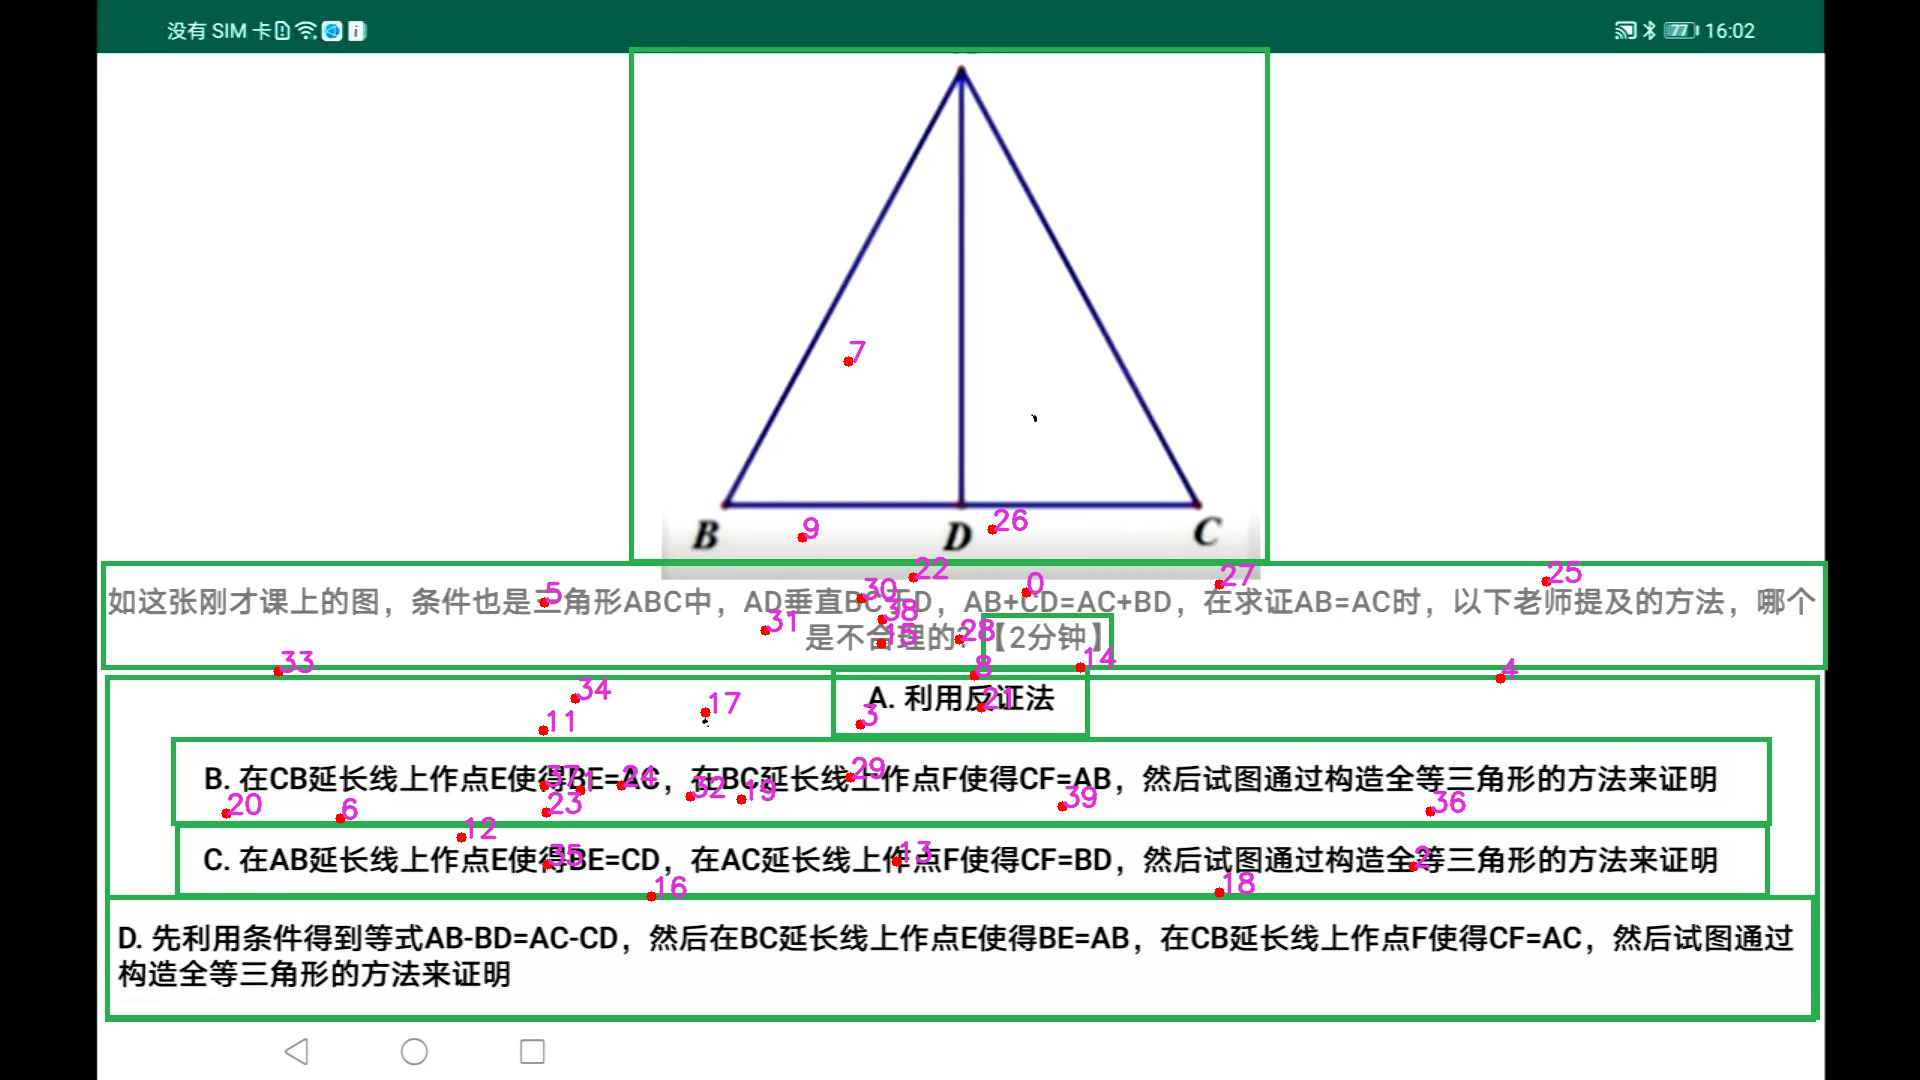 没有 SIM 卡
77 16:02
7
B 9 D 26 C
22 30 0 27 25 5
如这张刚才课上的图，条件也是三角形ABC中，AD垂直BC于D，AB+CD=AC+BD，在求证AB=AC时，以下老师提及的方法，哪个
31 38 15 28
是不合理的？【2分钟】
33 8 14 4
34 17 11 3 21
A. 利用反证法
37 1 24 32 19 29
B. 在CB延长线上作点E使得BE=AC，在BC延长线上作点F使得CF=AB，然后试图通过构造全等三角形的方法来证明
20 6 23 39 36
12 35 13 2
C. 在AB延长线上作点E使得BE=CD，在AC延长线上作点F使得CF=BD，然后试图通过构造全等三角形的方法来证明
16 18
D. 先利用条件得到等式AB-BD=AC-CD，然后在BC延长线上作点E使得BE=AB，在CB延长线上作点F使得CF=AC，然后试图通过
构造全等三角形的方法来证明